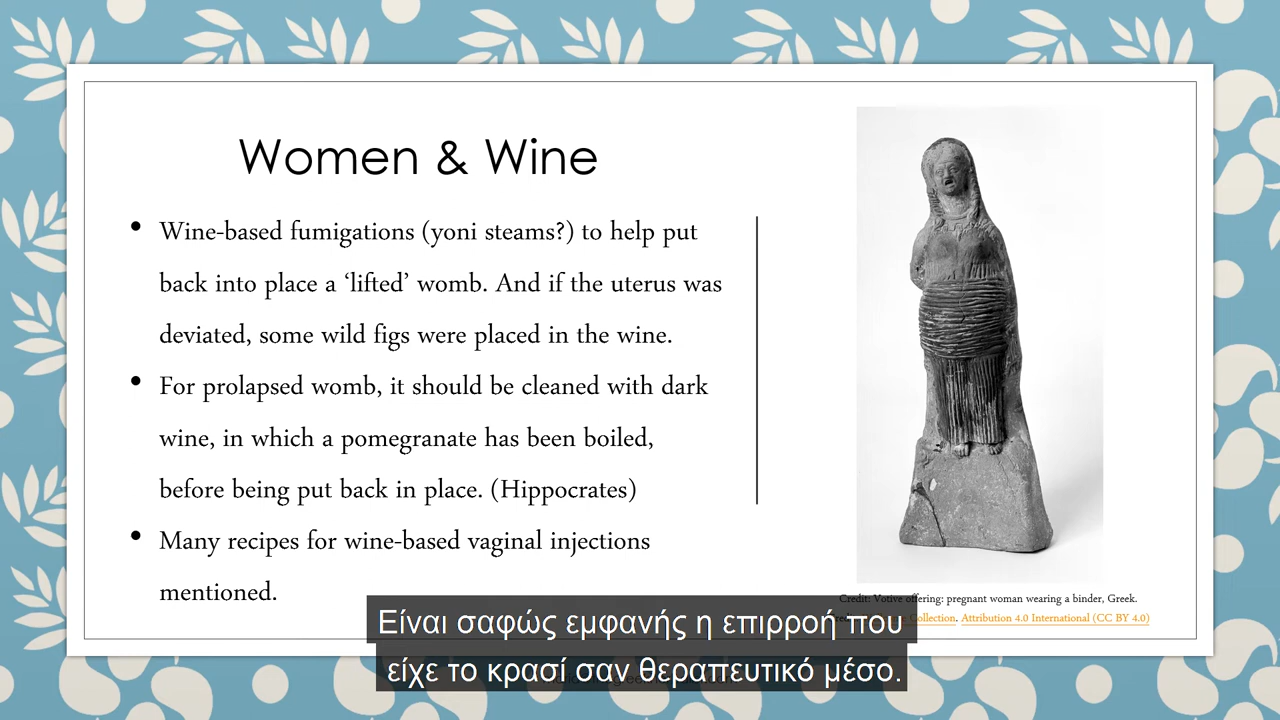 Women & Wine
• Wine-based fumigations (yoni steams?) to help put
back into place a ‘lifted’ womb. And if the uterus was
deviated, some wild figs were placed in the wine.
• For prolapsed womb, it should be cleaned with dark
wine, in which a pomegranate has been boiled,
before being put back in place. (Hippocrates)
• Many recipes for wine-based vaginal injections
mentioned.
Credit: Votive offering: pregnant woman wearing a binder, Greek.
Collection. Attribution 4.0 International (CC BY 4.0)
Είναι σαφώς εμφανής η επιρροή που
είχε το κρασί σαν θεραπευτικό μέσο.